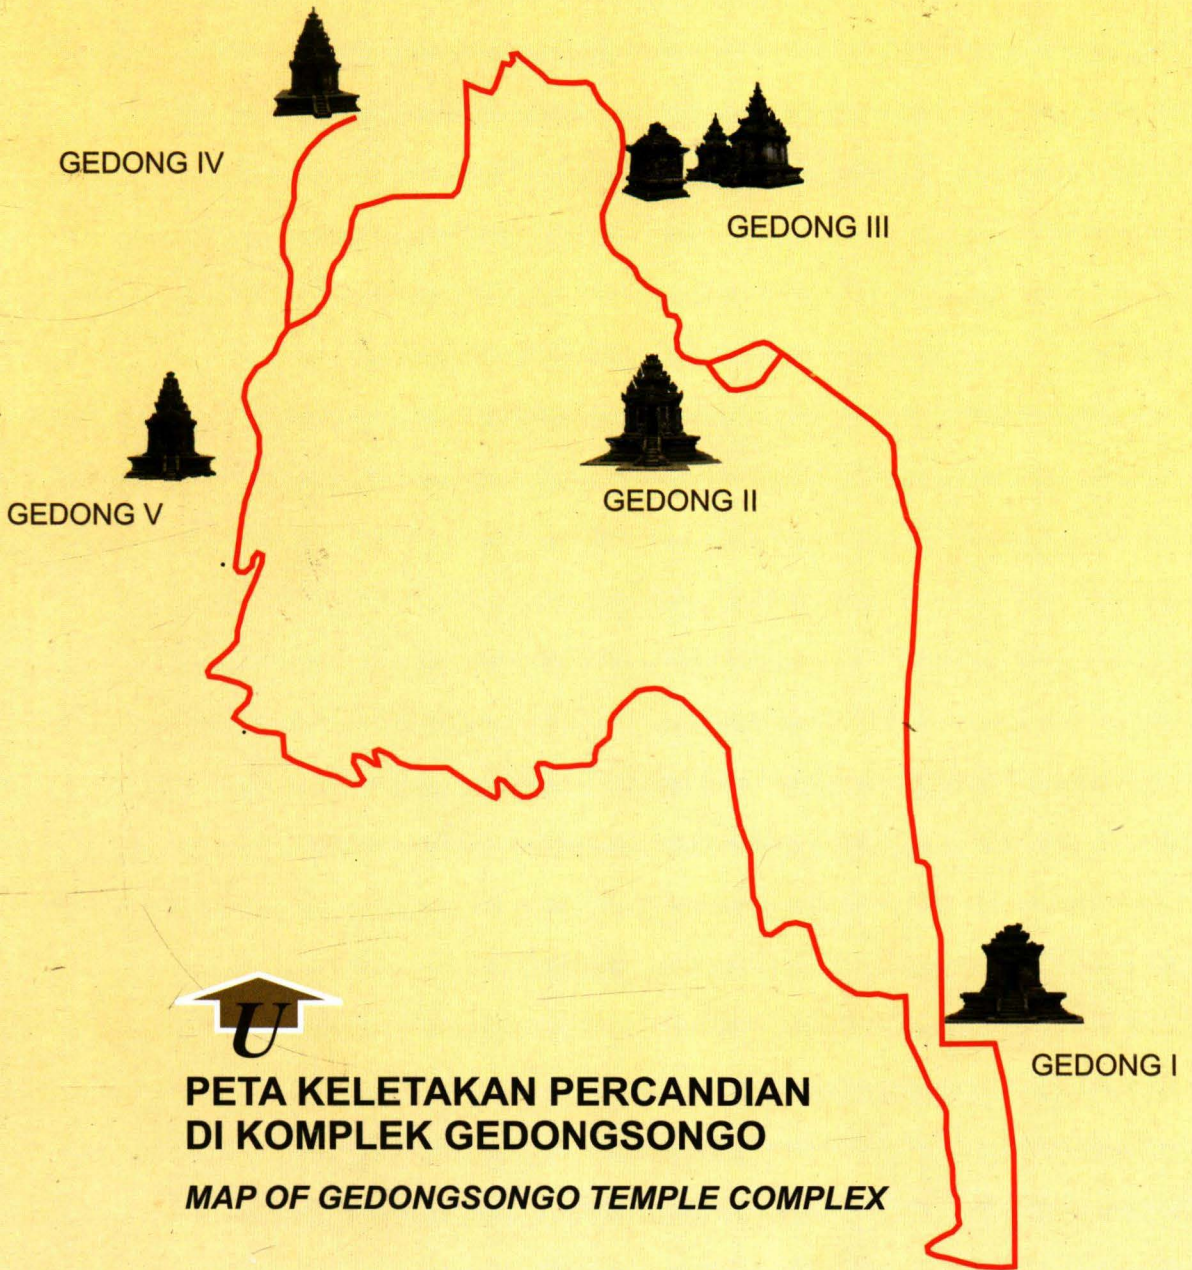 GEDONG IV
GEDONG III
GEDONG V
GEDONG II
GEDONG I
U
PETA KELETAKAN PERCANDIAN
DI KOMPLEK GEDONGSONGO
MAP OF GEDONGSONGO TEMPLE COMPLEX